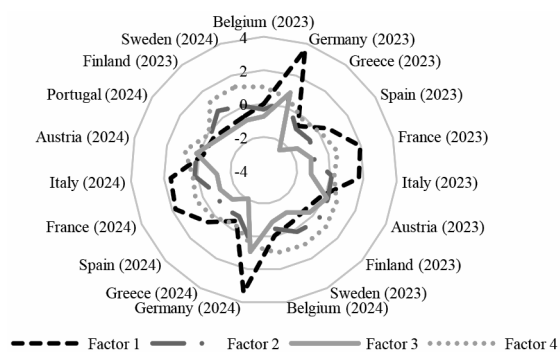 Belgium (2023)
Sweden (2024)
Germany (2023)
Finland (2023)
Greece (2023)
Portugal (2024)
Spain (2023)
Austria (2024)
France (2023)
Italy (2024)
Italy (2023)
France (2024)
Austria (2023)
Spain (2024)
Finland (2023)
Greece (2024)
Sweden (2023)
Germany (2024)
Belgium (2024)
4
2
0
-2
-4
Factor 1
Factor 2
Factor 3
Factor 4